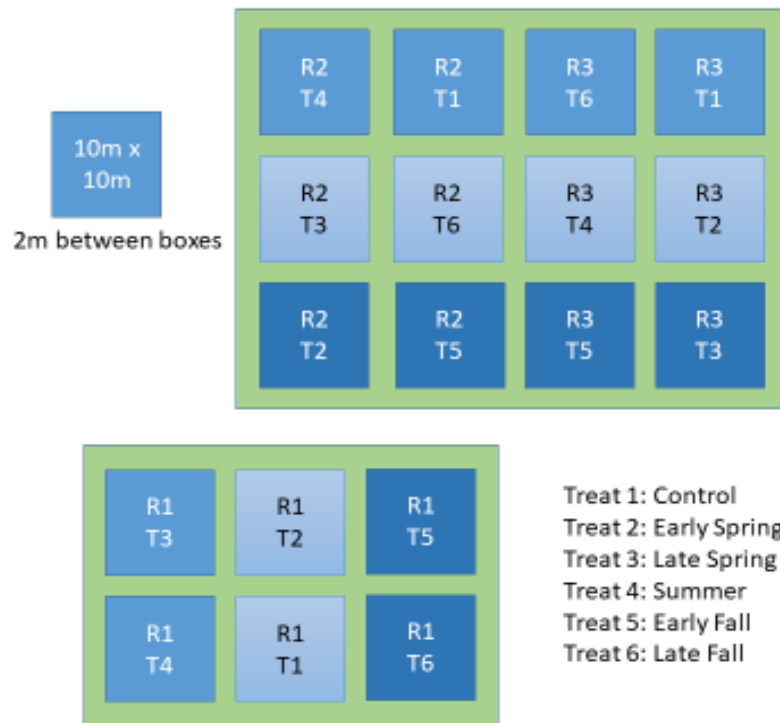 R2
T4
R2
T1
R3
T6
R3
T1
10m x
10m
2m between boxes
R2
T3
R2
T6
R3
T4
R3
T2
R2
T2
R2
T5
R3
T5
R3
T3
R1
T3
R1
T2
R1
T5
R1
T4
R1
T1
R1
T6
Treat 1: Control
Treat 2: Early Spring
Treat 3: Late Spring
Treat 4: Summer
Treat 5: Early Fall
Treat 6: Late Fall